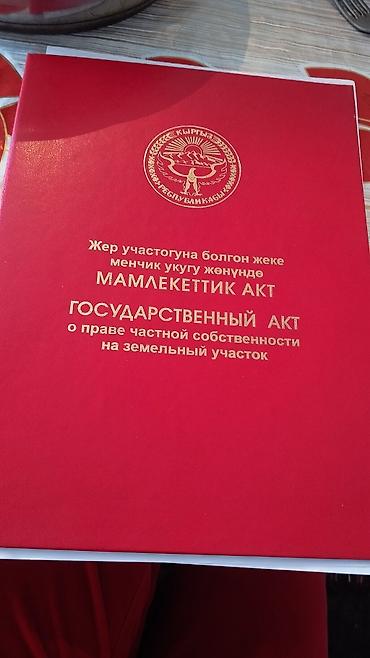 КЫРГЫЗ
РЕСПУБЛИКАСЫ
Жер участогуна болгон жеке
менчик укугу жөнүндө
МАМЛЕКЕТТИК АКТ
ГОСУДАРСТВЕННЫЙ АКТ
о праве частной собственности
на земельный участок